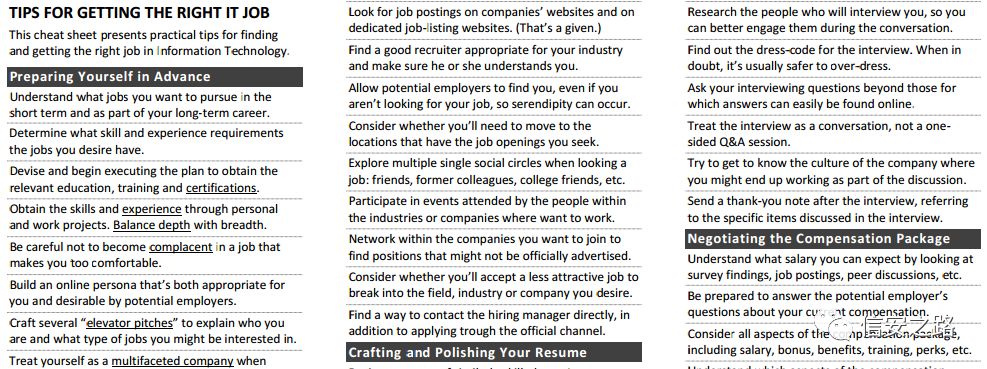 TIPS FOR GETTING THE RIGHT IT JOB
This cheat sheet presents practical tips for finding
and getting the right job in Information Technology.
Preparing Yourself in Advance
Understand what jobs you want to pursue in the
short term and as part of your long-term career.
Determine what skill and experience requirements
the jobs you desire have.
Devise and begin executing the plan to obtain the
relevant education, training and certifications.
Obtain the skills and experience through personal
and work projects. Balance depth with breadth.
Be careful not to become complacent in a job that
makes you too comfortable.
Build an online persona that's both appropriate for
you and desirable by potential employers.
Craft several “elevator pitches” to explain who you
are and what type of jobs you might be interested in.
Treat yourself as a multifaceted company when
Look for job postings on companies' websites and on
dedicated job-listing websites. (That's a given.)
Find a good recruiter appropriate for your industry
and make sure he or she understands you.
Allow potential employers to find you, even if you
aren't looking for your job, so serendipity can occur.
Consider whether you'll need to move to the
locations that have the job openings you seek.
Explore multiple single social circles when looking a
job: friends, former colleagues, college friends, etc.
Participate in events attended by the people within
the industries or companies where want to work.
Network within the companies you want to join to
find positions that might not be officially advertised.
Consider whether you'll accept a less attractive job to
break into the field, industry or company you desire.
Find a way to contact the hiring manager directly, in
addition to applying trough the official channel.
Crafting and Polishing Your Resume
Research the people who will interview you, so you
can better engage them during the conversation.
Find out the dress-code for the interview. When in
doubt, it's usually safer to over-dress.
Ask your interviewing questions beyond those for
which answers can easily be found online.
Treat the interview as a conversation, not a one-
sided Q&A session.
Try to get to know the culture of the company where
you might end up working as part of the discussion.
Send a thank-you note after the interview, referring
to the specific items discussed in the interview.
Negotiating the Compensation Package
Understand what salary you can expect by looking at
survey findings, job postings, peer discussions, etc.
Be prepared to answer the potential employer's
questions about your current compensation.
Consider all aspects of the compensation package,
including salary, bonus, benefits, training, perks, etc.
信安之路